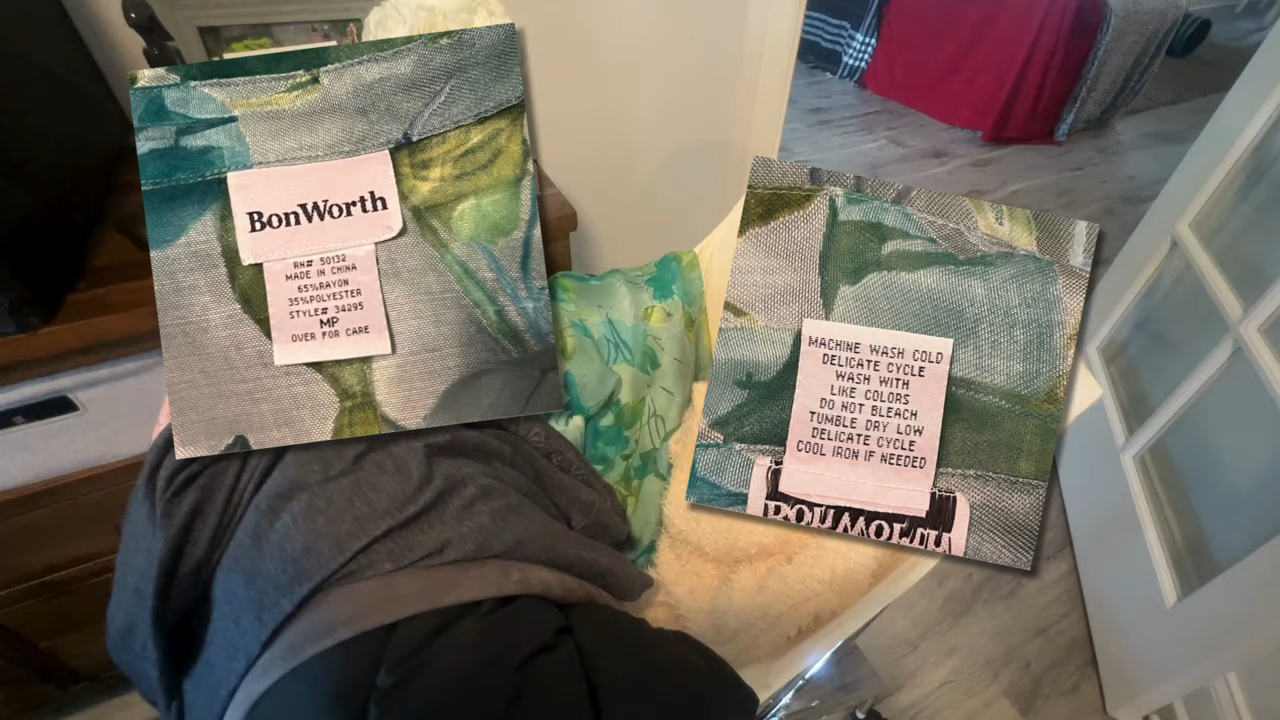 BonWorth
RN# 50132
MADE IN CHINA
65%RAYON
35%POLYESTER
STYLE# 34295
MP
OVER FOR CARE
MACHINE WASH COLD
DELICATE CYCLE
WASH WITH
LIKE COLORS
DO NOT BLEACH
TUMBLE DRY LOW
DELICATE CYCLE
COOL IRON IF NEEDED
BonWorth